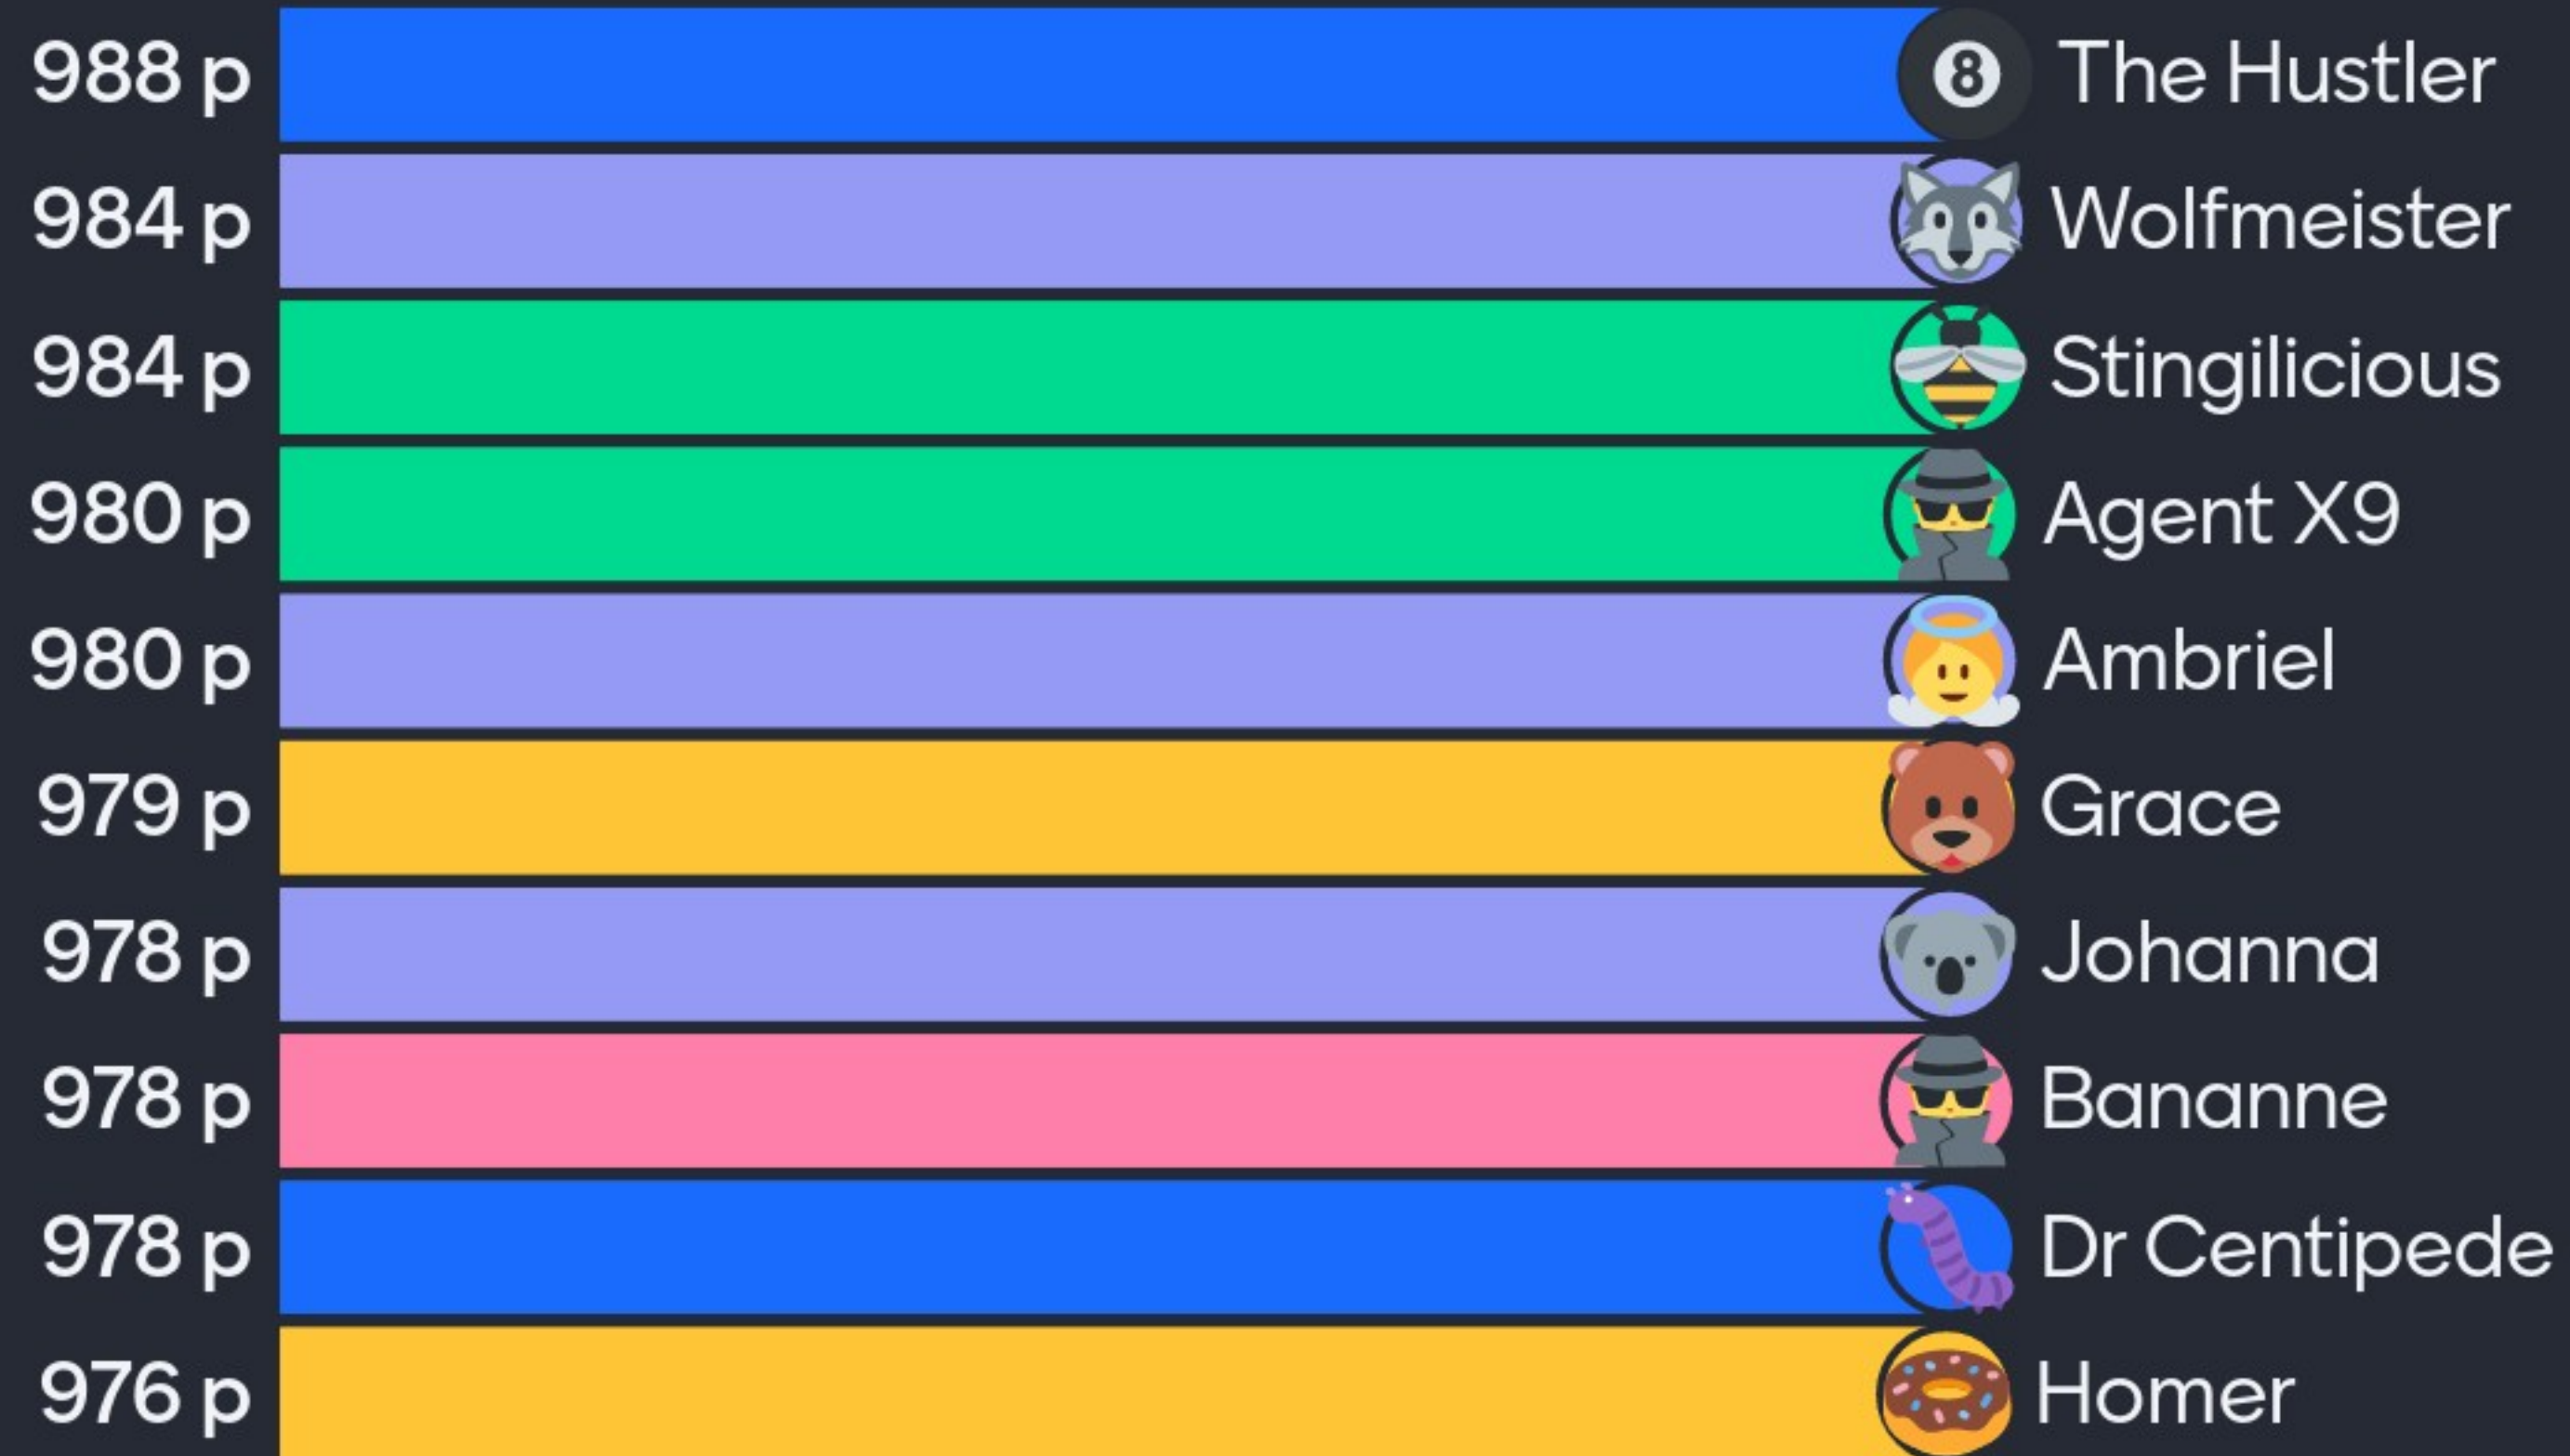 988 p 8 The Hustler
984 p Wolfmeister
984 p Stingilicious
980 p Agent X9
980 p Ambriel
979 p Grace
978 p Johanna
978 p Bananne
978 p Dr Centipede
976 p Homer